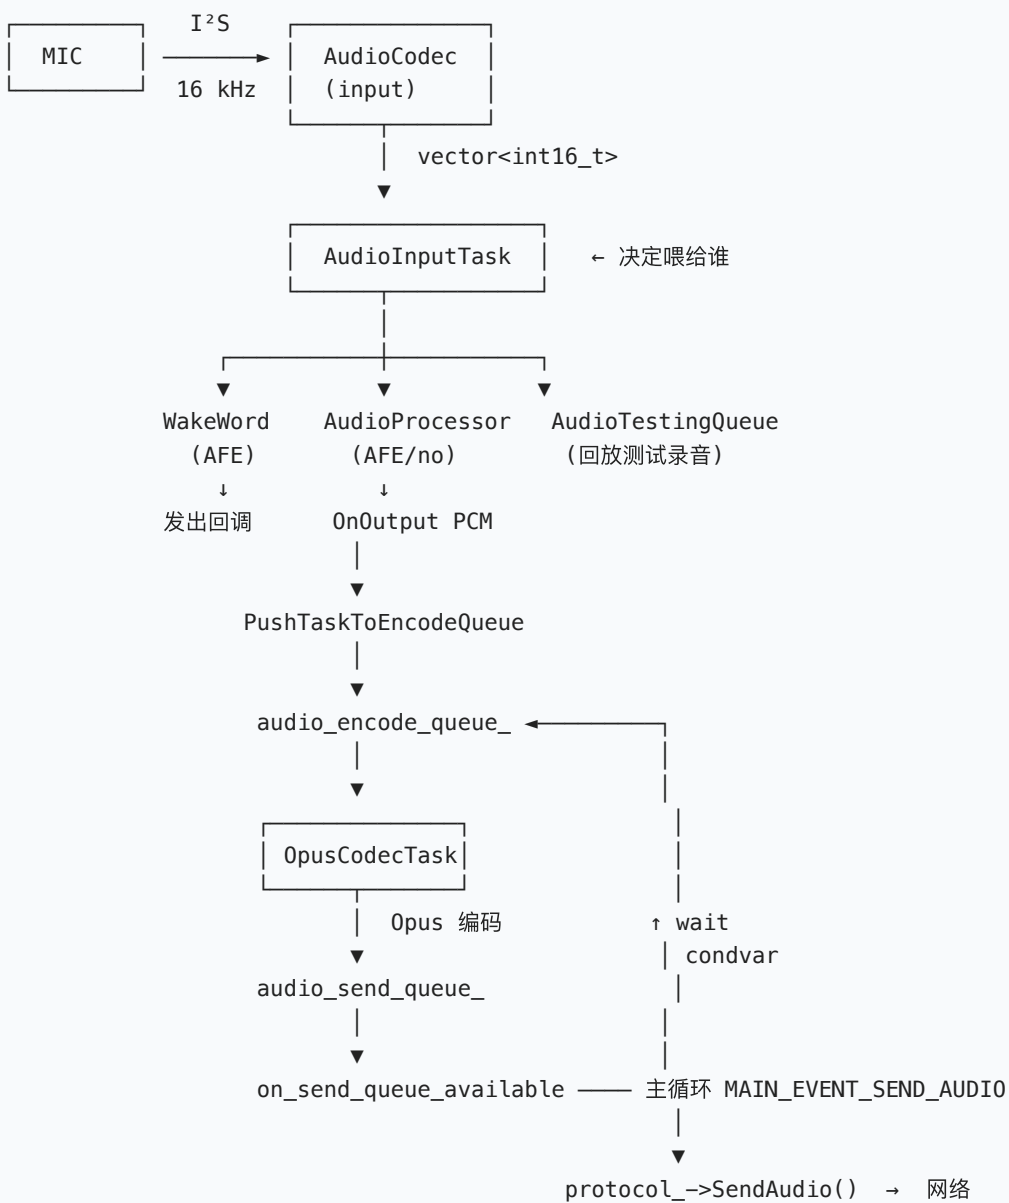 I²S
MIC AudioCodec
16 kHz (input)
vector<int16_t>
AudioInputTask ← 决定喂给谁
WakeWord AudioProcessor AudioTestingQueue
(AFE) (AFE/no) (回放测试录音)
↓ ↓
发出回调 OnOutput PCM
PushTaskToEncodeQueue
audio_encode_queue_
OpusCodecTask
Opus 编码 ↑ wait
condvar
audio_send_queue_
on_send_queue_available 主循环 MAIN_EVENT_SEND_AUDIO
protocol_->SendAudio() → 网络